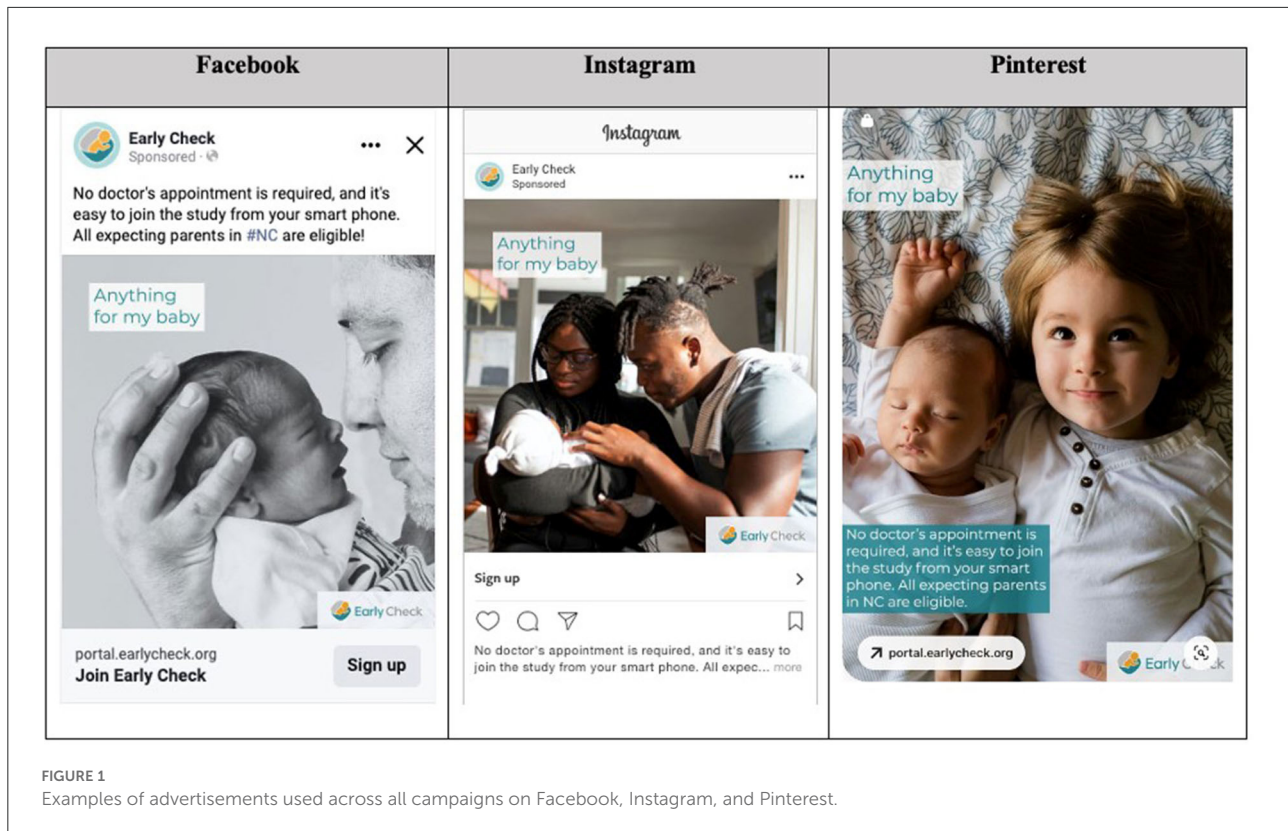 Facebook
Instagram
Pinterest
Early Check
Sponsored ·
No doctor's appointment is required, and it's
easy to join the study from your smart phone.
All expecting parents in #NC are eligible!
Anything
for my baby
Early Check
portal.earlycheck.org
Join Early Check
Sign up
Instagram
Early Check
Sponsored
Anything
for my baby
Early Check
Sign up
No doctor's appointment is required, and it's easy to
join the study from your smart phone. All expec... more
Anything
for my baby
No doctor's appointment is
required, and it's easy to join
the study from your smart
phone. All expecting parents
in NC are eligible.
portal.earlycheck.org
Early
FIGURE 1
Examples of advertisements used across all campaigns on Facebook, Instagram, and Pinterest.